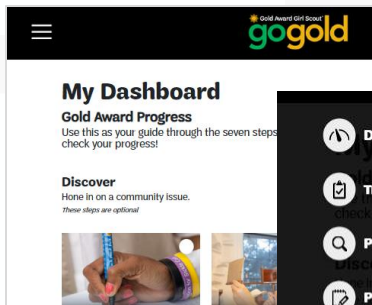 Gold Award Girl Scout
gogold
My Dashboard
Gold Award Progress
Use this as your guide through the seven steps
check your progress!
Discover
Hone in on a community issue.
These steps are optional
D
T
P
P